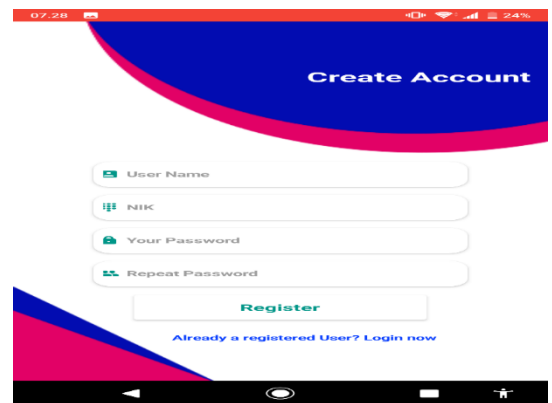 07.28 24%
Create Account
User Name
NIK
Your Password
Repeat Password
Register
Already a registered User? Login now